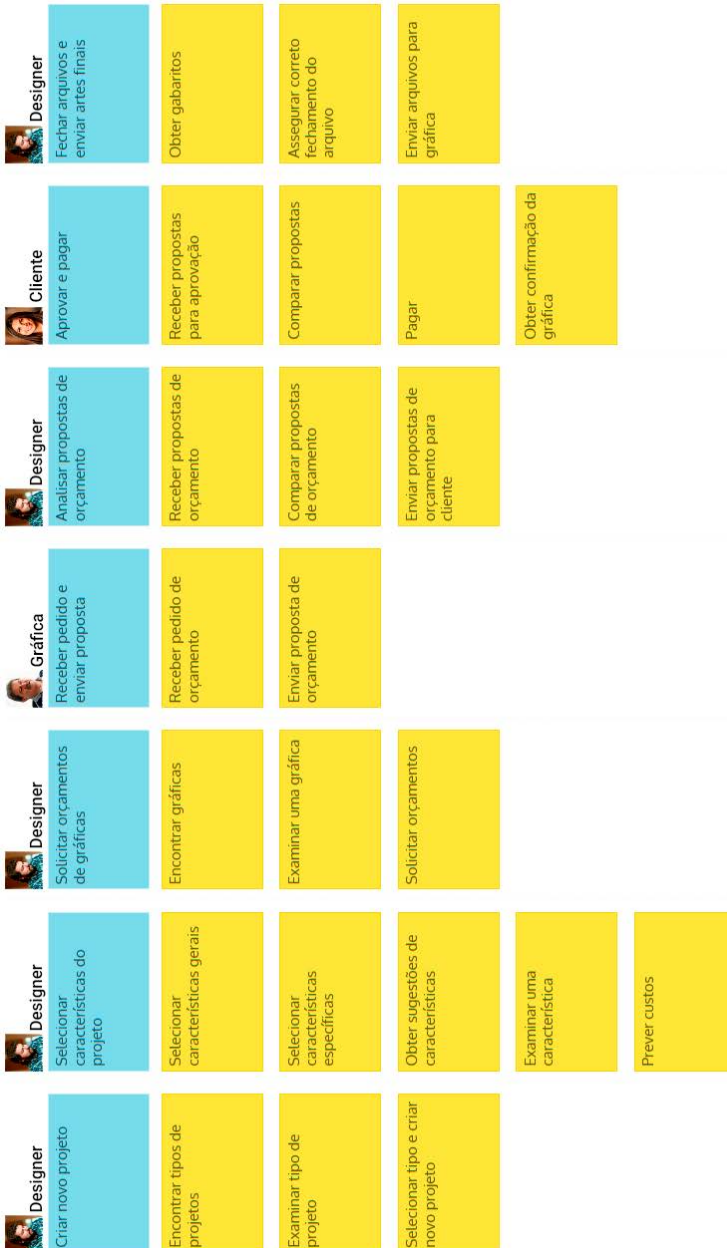 Designer
Criar novo projeto
Encontrar tipos de
projetos
Examinar tipo de
projeto
Selecionar tipo e criar
novo projeto
Designer
Selecionar
características do
projeto
Selecionar
características gerais
Selecionar
características
específicas
Obter sugestões de
características
Examinar uma
característica
Prever custos
Designer
Solicitar orçamentos
de gráficas
Encontrar gráficas
Examinar uma gráfica
Solicitar orçamentos
Gráfica
Receber pedido e
enviar proposta
Receber pedido de
orçamento
Enviar proposta de
orçamento
Designer
Analisar propostas de
orçamento
Receber propostas de
orçamento
Comparar propostas
de orçamento
Enviar propostas de
orçamento para
cliente
Cliente
Aprovar e pagar
Receber propostas
para aprovação
Comparar propostas
Pagar
Obter confirmação da
gráfica
Designer
Fechar arquivos e
enviar artes finais
Obter gabaritos
Assegurar correto
fechamento do
arquivo
Enviar arquivos para
gráfica